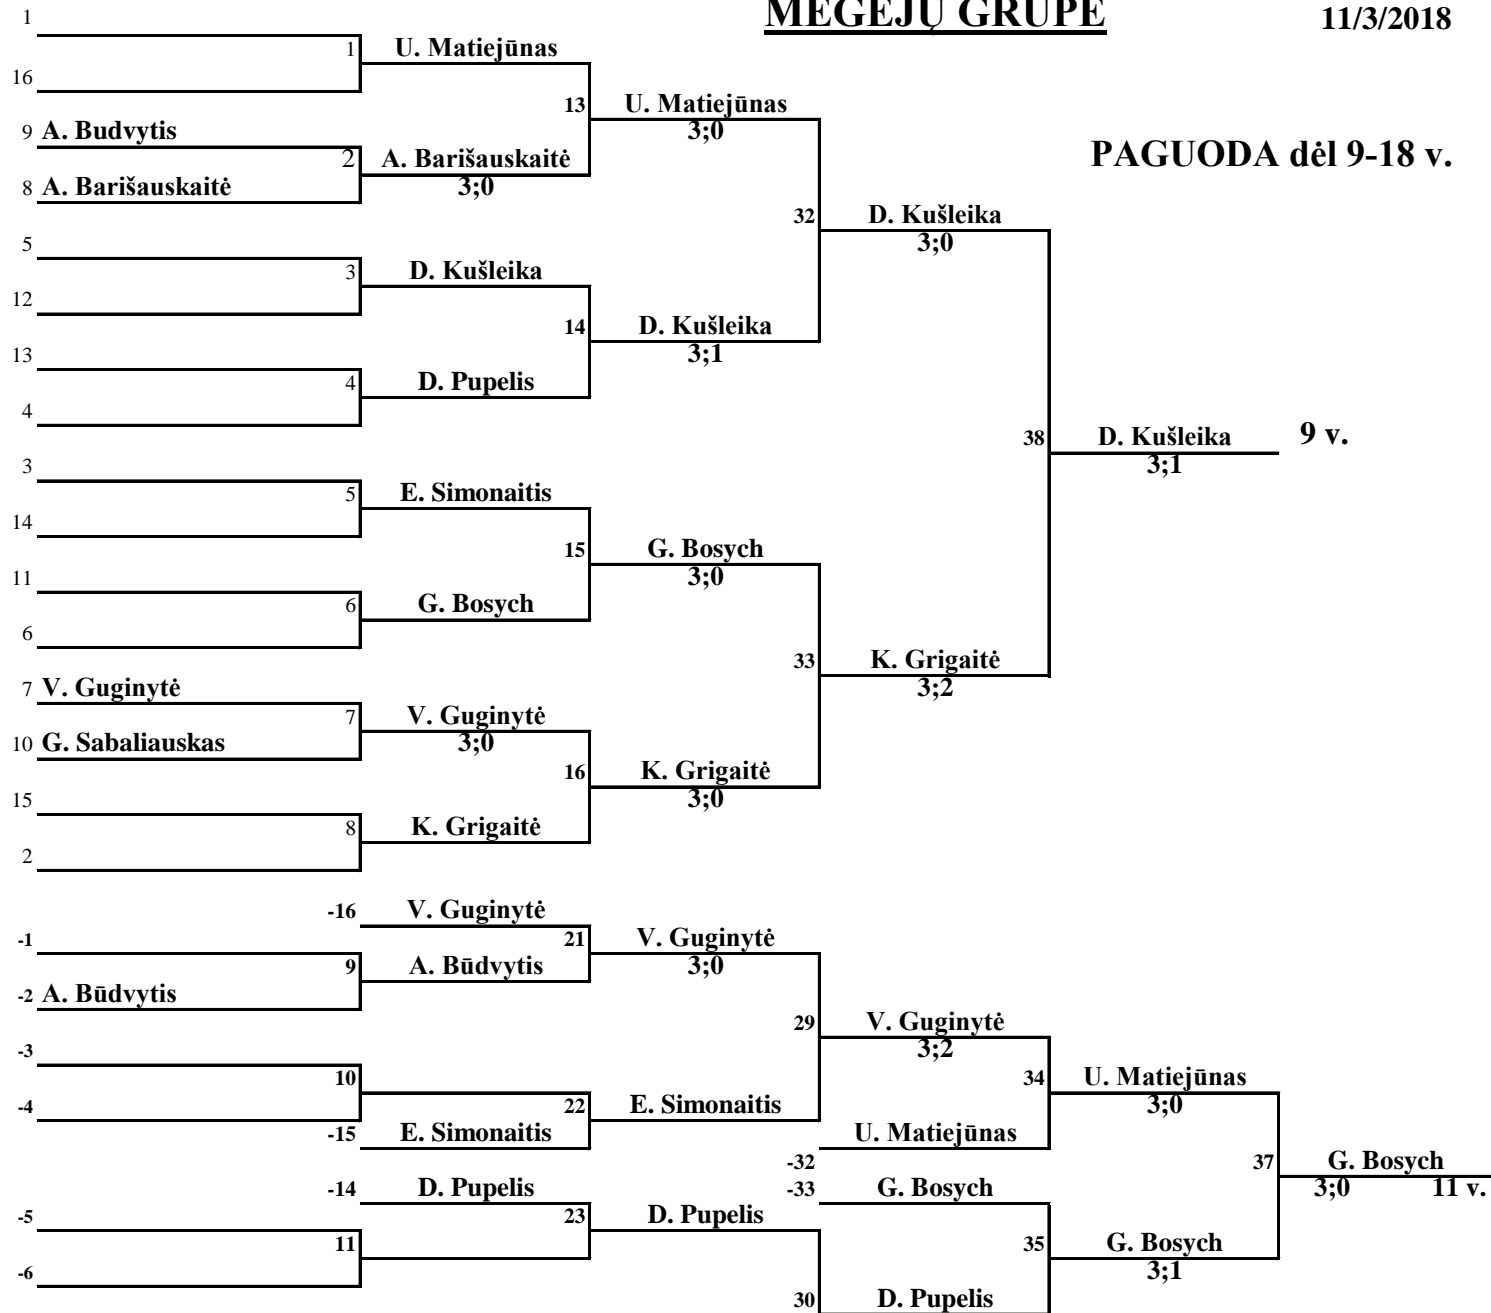 MĖGĖJŲ GRUPĖ
11/3/2018
PAGUODA dėl 9-18 v.
1
1 U. Matiejūnas
16
13 U. Matiejūnas
3;0
9 A. Budvytis
2 A. Barišauskaitė
3;0
8 A. Barišauskaitė
32 D. Kušleika
3;0
5
3 D. Kušleika
12
14 D. Kušleika
3;1
13
4 D. Pupelis
4
38 D. Kušleika 9 v.
3;1
3
5 E. Simonaitis
14
15 G. Bosych
3;0
11
6 G. Bosych
6
33 K. Grigaitė
3;2
7 V. Guginytė
7 V. Guginytė
3;0
10 G. Sabaliauskas
16 K. Grigaitė
3;0
15
8 K. Grigaitė
2
-16 V. Guginytė
-1
21 V. Guginytė
3;0
9 A. Būdvytis
-2 A. Būdvytis
29 V. Guginytė
3;2
-3
10
34 U. Matiejūnas
3;0
-4
22 E. Simonaitis
-15 E. Simonaitis
U. Matiejūnas
-32
37 G. Bosych
3;0 11 v.
-14 D. Pupelis
-33 G. Bosych
-5
23 D. Pupelis
11
35 G. Bosych
3;1
-6
30 D. Pupelis